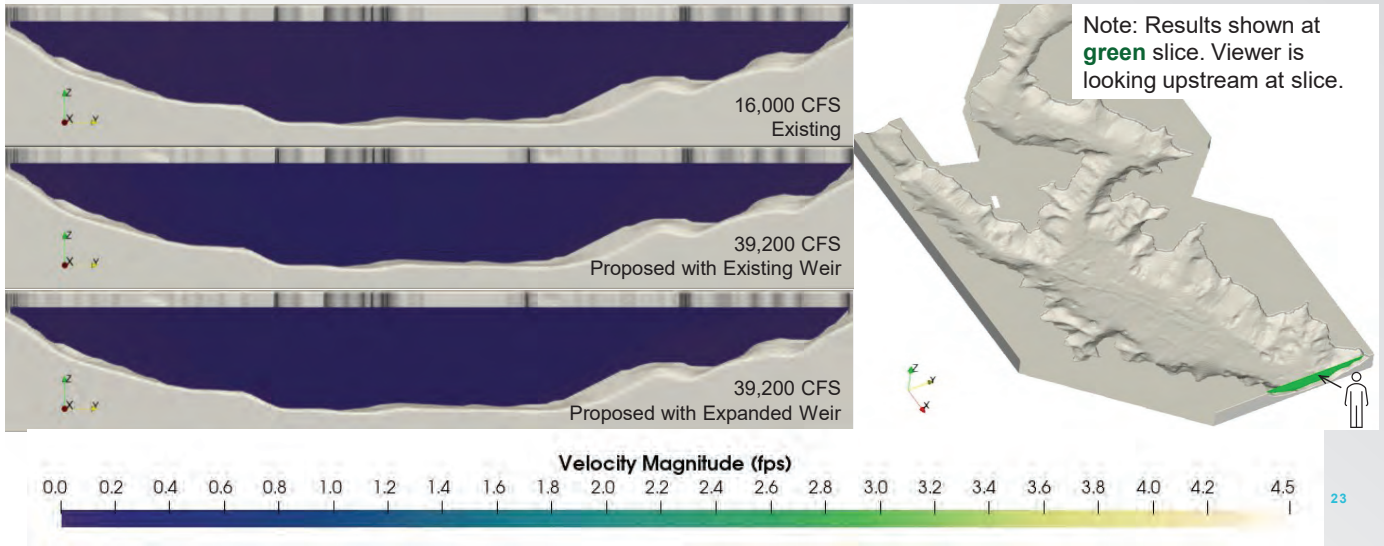 Note: Results shown at
green slice. Viewer is
looking upstream at slice.
16,000 CFS
Existing
39,200 CFS
Proposed with Existing Weir
39,200 CFS
Proposed with Expanded Weir
Z
X Y
Z
X Y
Z
X Y
Z
Y
X
Velocity Magnitude (fps)
0.0 0.2 0.4 0.6 0.8 1.0 1.2 1.4 1.6 1.8 2.0 2.2 2.4 2.6 2.8 3.0 3.2 3.4 3.6 3.8 4.0 4.2 4.5
23